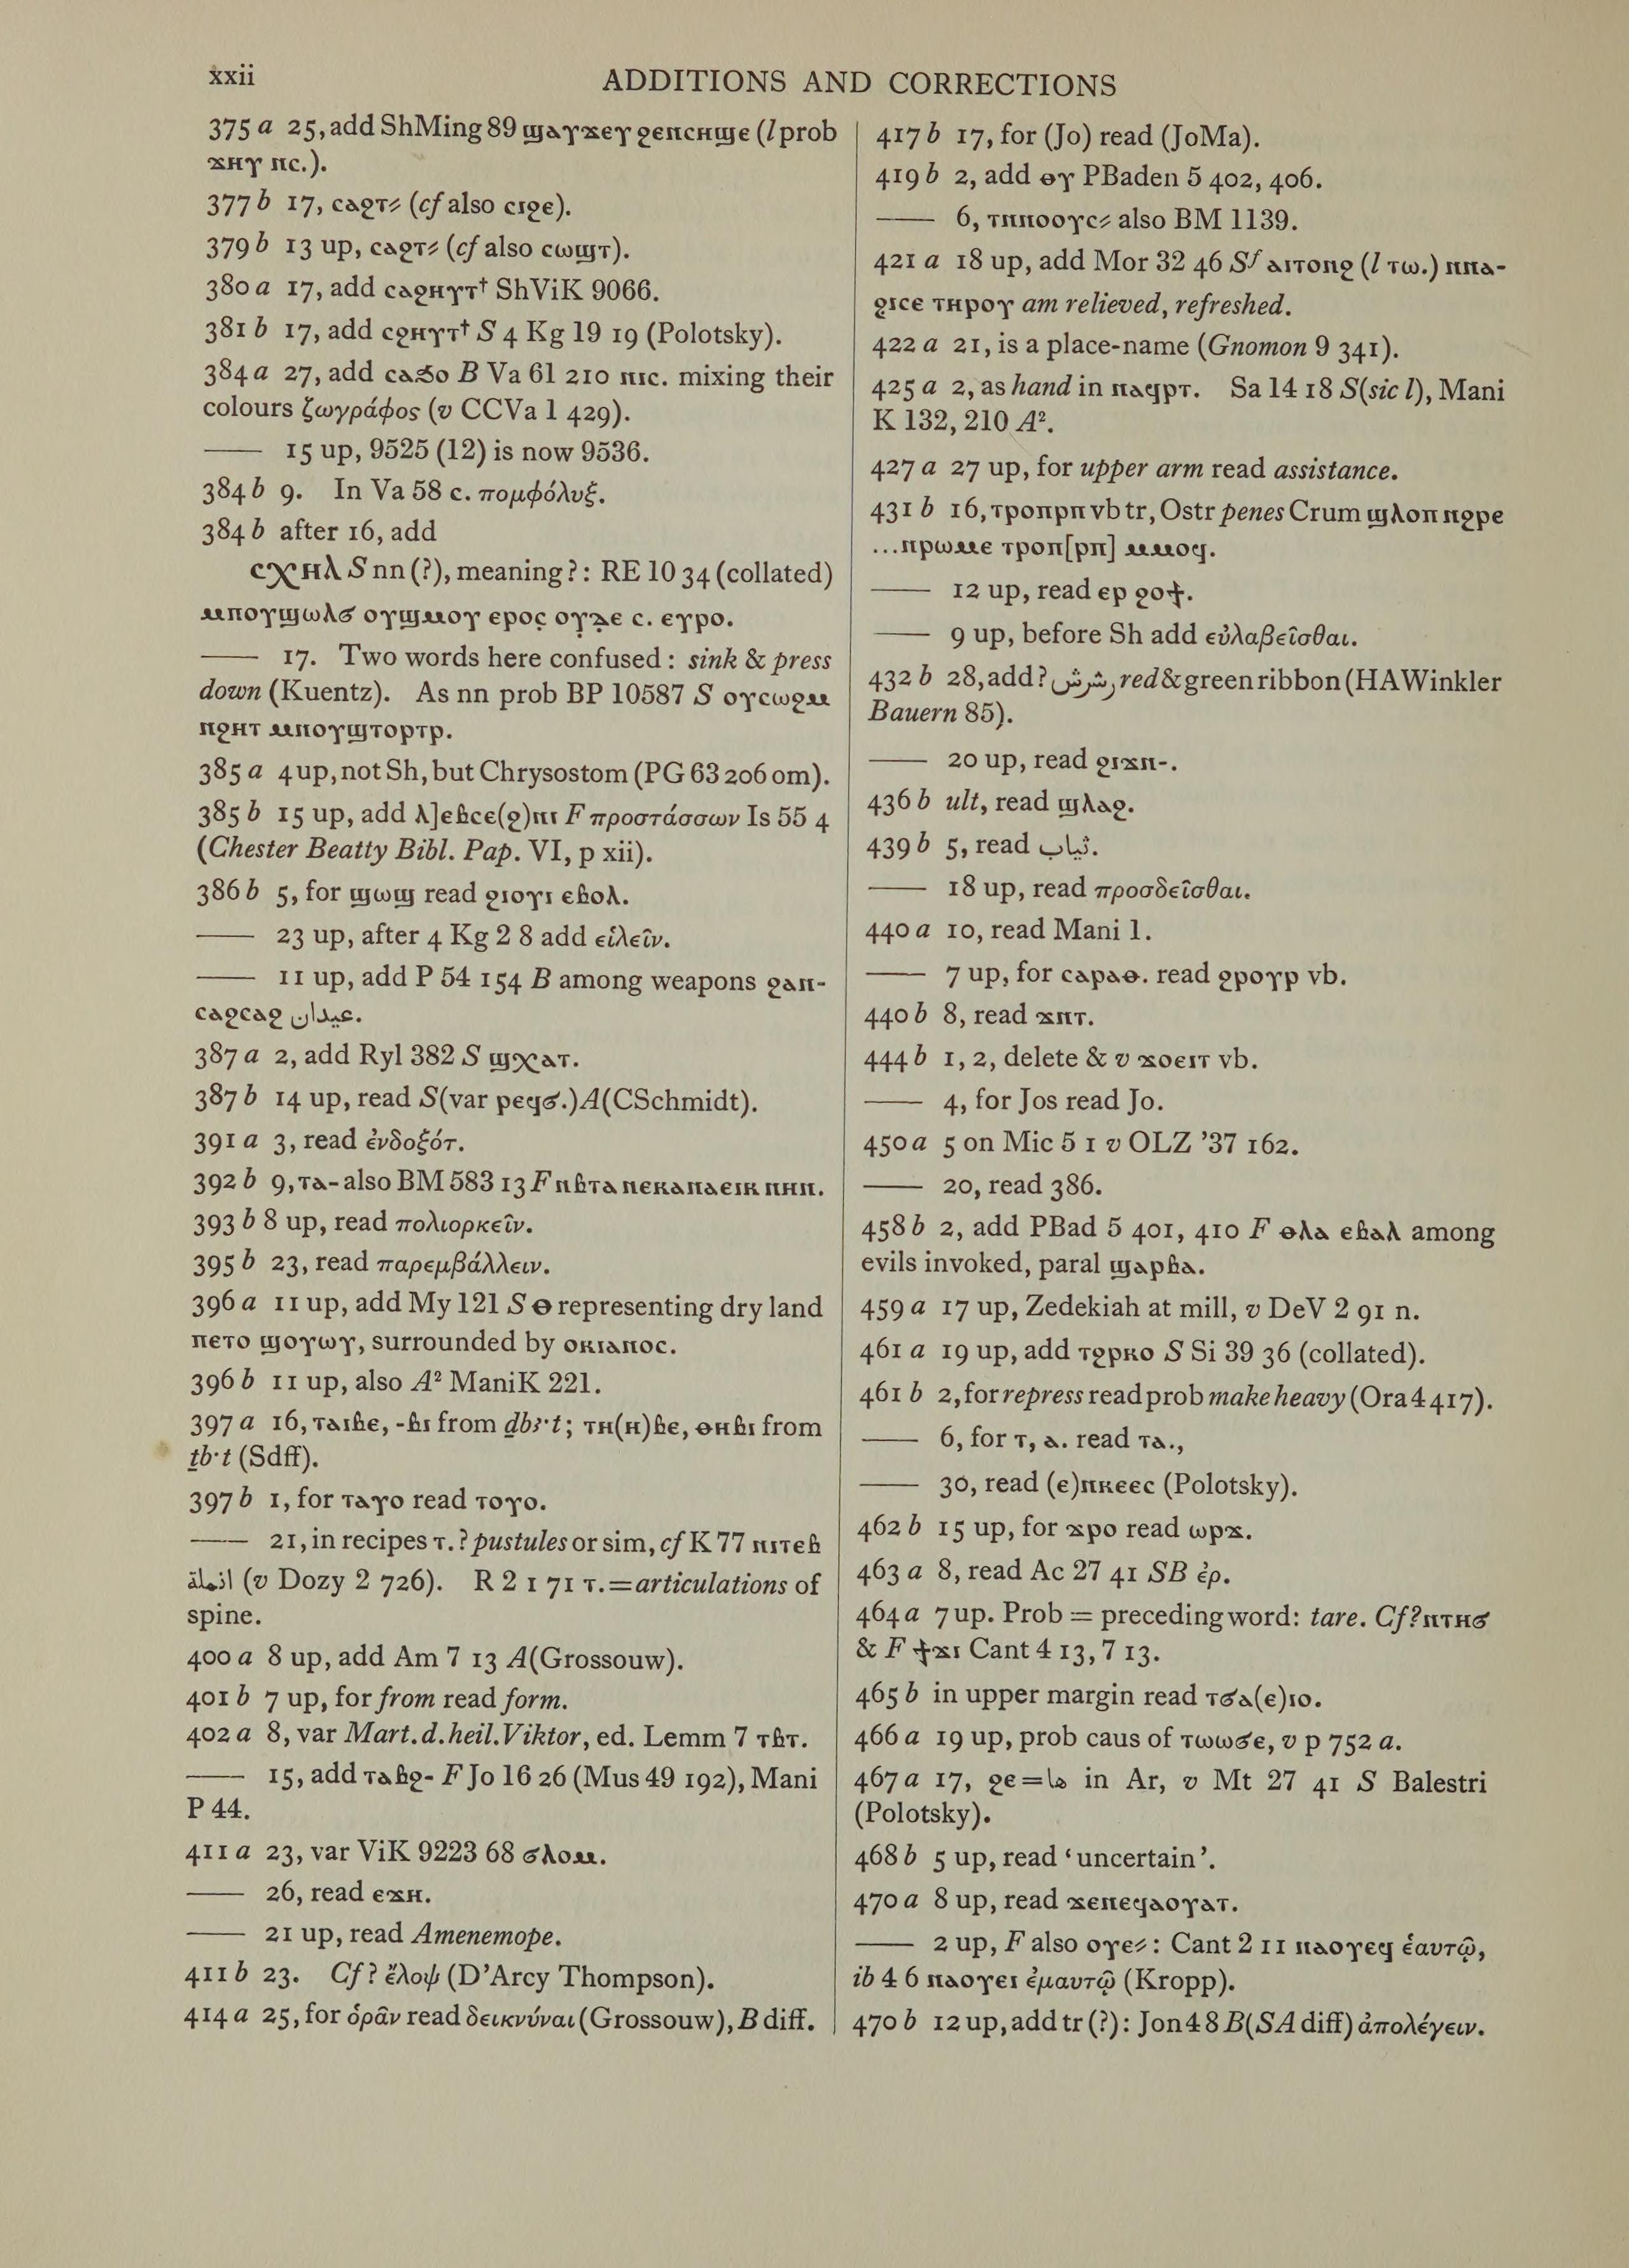 xxii
ADDITIONS AND CORRECTIONS
375 a 25, add ShMing 89 ϣⲁⲩϫⲉⲩ ϩⲉⲛⲥⲏϣⲉ (l prob
ϫⲏⲩ ⲛⲥ.).
377 b 17, ⲥⲁϩⲧ⸗ (cf also ⲥⲓϩⲉ).
379 b 13 up, ⲥⲁϩⲧ⸗ (cf also ⲥⲱϣⲧ).
380 a 17, add ⲥⲁϩⲏⲩⲧ† ShViK 9066.
381 b 17, add ⲥϩⲏⲩⲧ† S 4 Kg 19 19 (Polotsky).
384 a 27, add ⲥⲁϧⲟ B Va 61 210 ⲛⲓⲥ. mixing their
colours ζωγράφος (v CCVa 1 429).
—— 15 up, 9525 (12) is now 9536.
384 b 9. In Va 58 c. πομφόλυξ.
384 b after 16, add
ⲥⲭⲏⲗ S nn (?), meaning?: RE 10 34 (collated)
ⲙⲡⲟⲩϣⲱⲗϭ ⲟⲩϣⲙⲟⲩ ⲉⲣⲟⲥ ⲟⲩⲇⲉ ⲥ. ⲉⲩⲣⲟ.
—— 17. Two words here confused: sink & press
down (Kuentz). As nn prob BP 10587 S ⲟⲩⲥⲱϩⲙ
ⲛϩⲏⲧ ⲙⲛⲟⲩϣⲧⲟⲣⲧⲣ.
385 a 4 up, not Sh, but Chrysostom (PG 63 206 om).
385 b 15 up, add ⲗ]ⲉⲃⲥⲉ(ϩ)ⲛⲓ F προστάσσων Is 55 4
(Chester Beatty Bibl. Pap. VI, p xii).
386 b 5, for ϣⲱϣ read ϩⲓⲟⲩⲓ ⲉⲃⲟⲗ.
—— 23 up, after 4 Kg 2 8 add εἱλεῖν.
—— 11 up, add P 54 154 B among weapons ϩⲁⲛ-
ⲥⲁϩⲥⲁϩ عيدان.
387 a 2, add Ryl 382 S ϣⲭⲁⲧ.
387 b 14 up, read S(var ⲣⲉϥϭ.)A(CSchmidt).
391 a 3, read ἐνδοξότ.
392 b 9, ⲧⲁ- also BM 583 13 F ⲛⲃⲧⲁ ⲛⲉⲕⲁⲛⲁⲉⲓⲕ ⲛⲏⲛ.
393 b 8 up, read πολιορκεῖν.
395 b 23, read παρεμβάλλειν.
396 a 11 up, add My 121 S ⲑ representing dry land
ⲡⲉⲧⲟ ϣⲟⲩⲱⲩ, surrounded by ⲟⲕⲓⲁⲛⲟⲥ.
396 b 11 up, also A² ManiK 221.
397 a 16, ⲧⲁⲓⲃⲉ, -ⲃⲓ from ḏbꜣ·t; ⲧⲏ(ⲏ)ⲃⲉ, ⲑⲏⲃⲓ from
ṯb·t (Sdff).
397 b 1, for ⲧⲁⲩⲟ read ⲧⲟⲩⲟ.
—— 21, in recipes ⲧ. ? pustules or sim, cf K 77 ⲛⲓⲧⲉⲃ
(v Dozy 2 726). R 2 1 71 ⲧ.=articulations of
spine.
400 a 8 up, add Am 7 13 A(Grossouw).
401 b 7 up, for from read form.
402 a 8, var Mart. d. heil. Viktor, ed. Lemm 7 ⲧⲃⲧ.
—— 15, add ⲧⲁⲃϩ- F Jo 16 26 (Mus 49 192), Mani
P 44.
411 a 23, var ViK 9223 68 ϭⲗⲟⲙ.
—— 26, read ⲉϫⲏ.
—— 21 up, read Amenemope.
411 b 23. Cf ? ἔλοψ (D’Arcy Thompson).
414 a 25, for ὁρᾶν read δεικνύναι (Grossouw), B diff.
417 b 17, for (Jo) read (JoMa).
419 b 2, add ⲑⲩ PBaden 5 402, 406.
—— 6, ⲧⲛⲛⲟⲟⲩⲥ⸗ also BM 1139.
421 a 18 up, add Mor 32 46 Sf ⲁⲓⲧⲟⲛϩ (l ⲧⲱ.) ⲛⲛⲁ-
ϩⲓⲥⲉ ⲧⲏⲣⲟⲩ am relieved, refreshed.
422 a 21, is a place-name (Gnomon 9 341).
425 a 2, as hand in ⲛⲁϥⲣⲧ. Sa 14 18 S(sic l), Mani
K 132, 210 A².
427 a 27 up, for upper arm read assistance.
431 b 16, ⲧⲣⲟⲡⲣⲡ vb tr, Ostr penes Crum ϣⲗⲟⲡ ⲛϩⲣⲉ
...ⲡⲣⲱⲙⲉ ⲧⲣⲟⲡ[ⲣⲡ] ⲙⲙⲟϥ.
—— 12 up, read ⲉⲣ ϩⲟϯ.
—— 9 up, before Sh add εὐλαβεῖσθαι.
432 b 28, add ? شرشر red & green ribbon (HAWinkler
Bauern 85).
—— 20 up, read ϩⲓϫⲛ-.
436 b ult, read ϣⲗⲁϩ.
439 b 5, read ثياب.
—— 18 up, read προσδεῖσθαι.
440 a 10, read Mani 1.
—— 7 up, for ⲥⲁⲣⲁⲑ. read ϩⲣⲟⲩⲣ vb.
440 b 8, read ϫⲛⲧ.
444 b 1, 2, delete & v ϫⲟⲉⲓⲧ vb.
—— 4, for Jos read Jo.
450 a 5 on Mic 5 1 v OLZ ’37 162.
—— 20, read 386.
458 b 2, add PBad 5 401, 410 F ⲑⲗⲁ ⲉⲃⲁⲗ among
evils invoked, paral ϣⲁⲣⲃⲁ.
459 a 17 up, Zedekiah at mill, v DeV 2 91 n.
461 a 19 up, add ⲧϩⲣⲕⲟ S Si 39 36 (collated).
461 b 2, for repress read prob make heavy (Ora 4 417).
—— 6, for ⲧ, ⲁ. read ⲧⲁ.,
—— 30, read (ⲉ)ⲛⲕⲉⲉⲥ (Polotsky).
462 b 15 up, for ϫⲣⲟ read ⲱⲣϫ.
463 a 8, read Ac 27 41 SB ἐρ.
464 a 7 up. Prob = preceding word: tare. Cf ? ⲛⲧⲏϭ
& F ϯϫⲓ Cant 4 13, 7 13.
465 b in upper margin read ⲧϭⲁ(ⲉ)ⲓⲟ.
466 a 19 up, prob caus of ⲧⲱⲱϭⲉ, v p 752 a.
467 a 17, ϩⲉ= in Ar, v Mt 27 41 S Balestri
(Polotsky).
468 b 5 up, read ‘uncertain’.
470 a 8 up, read ϫⲉⲡⲉϥⲁⲟⲩⲁⲧ.
—— 2 up, F also ⲟⲩⲉ⸗: Cant 2 11 ⲛⲁⲟⲩⲉϥ ἑαυτῷ,
ib 4 6 ⲛⲁⲟⲩⲉⲓ ἐμαυτῷ (Kropp).
470 b 12 up, add tr (?): Jon 4 8 B(SA diff) ἀπολέγειν.